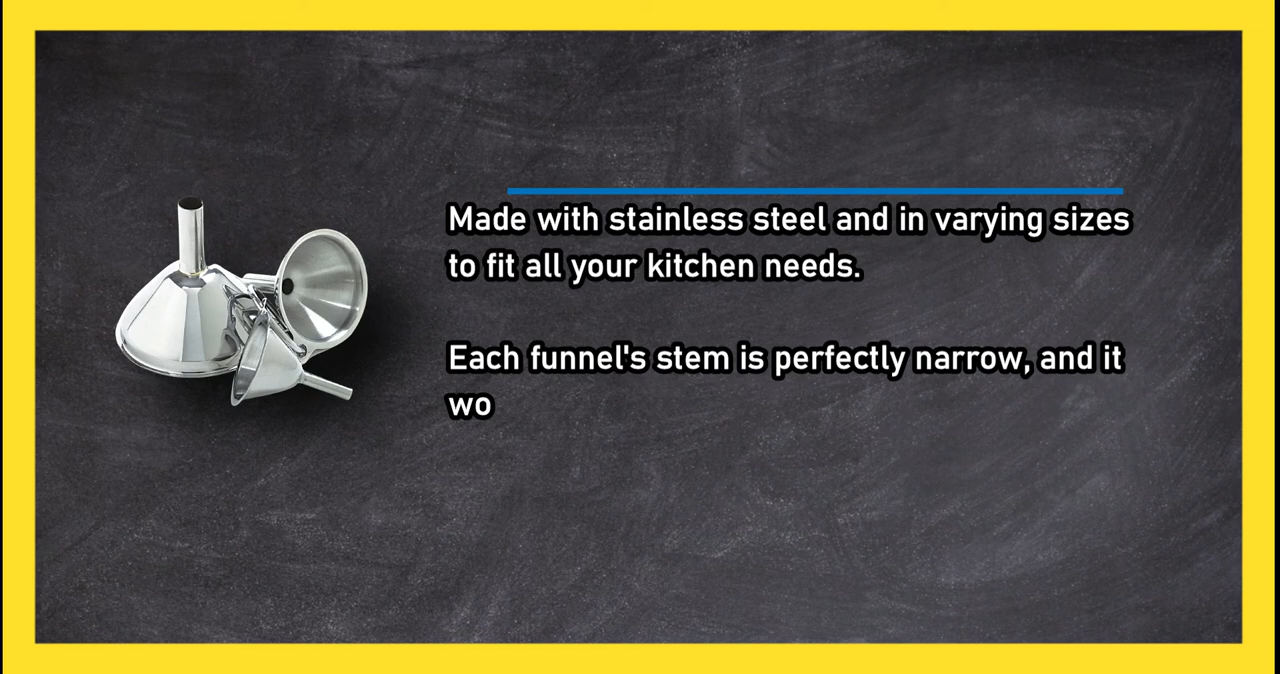 Made with stainless steel and in varying sizes
to fit all your kitchen needs.
Each funnel's stem is perfectly narrow, and it
wo